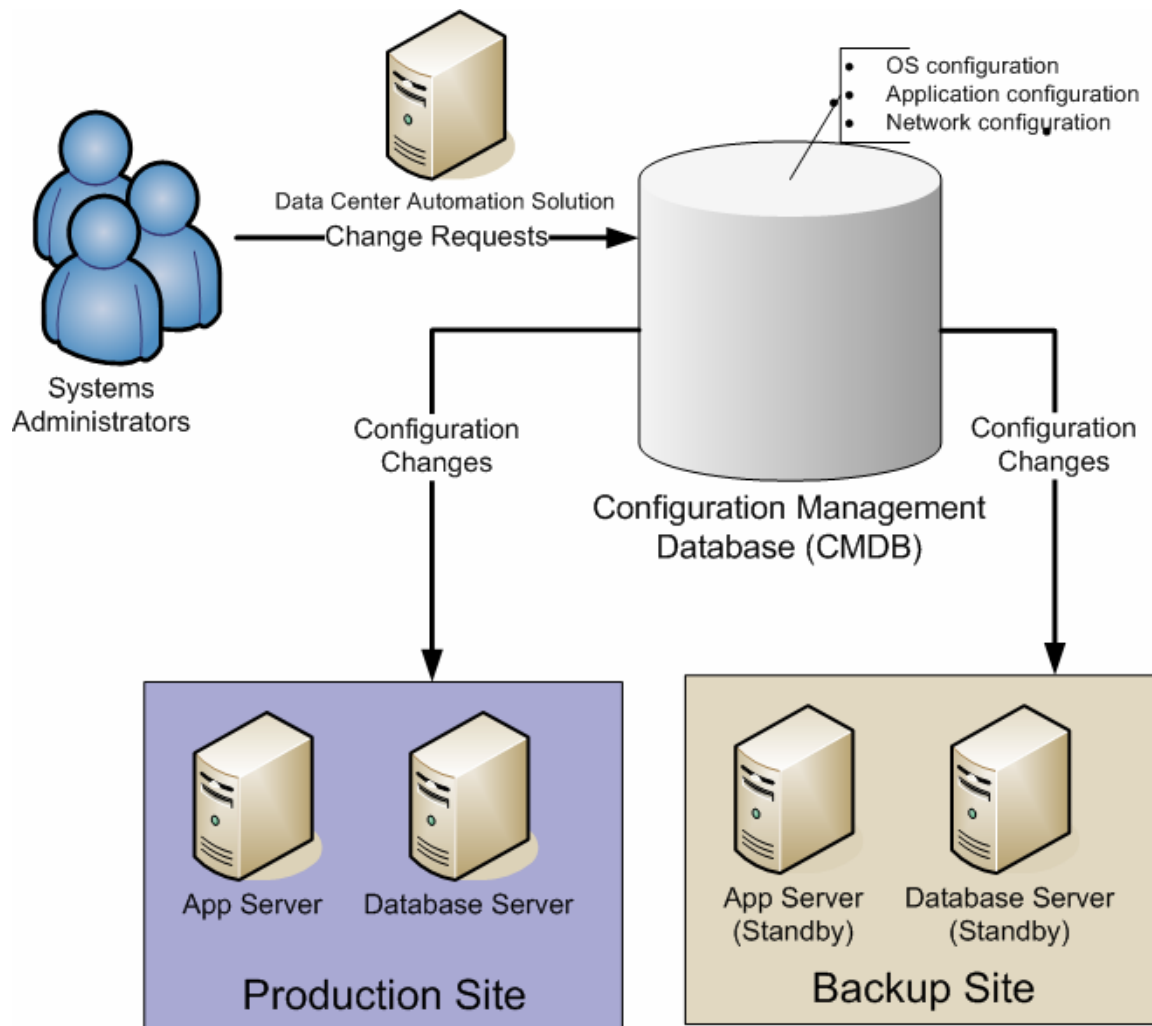 • OS configuration
• Application configuration
• Network configuration
Data Center Automation Solution
Change Requests
Systems
Administrators
Configuration
Changes
Configuration
Changes
Configuration Management
Database (CMDB)
App Server
Database Server
Production Site
App Server
(Standby)
Database Server
(Standby)
Backup Site